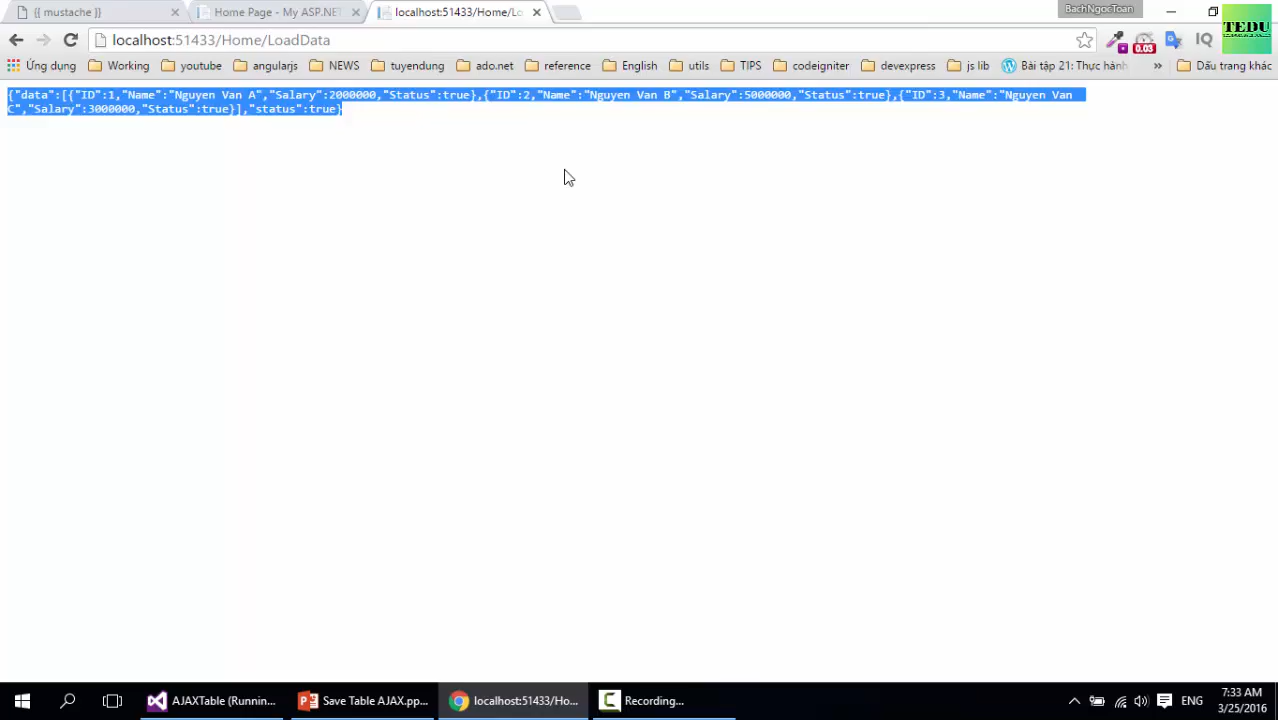 {{ mustache }}
Home Page - My ASP.NET
localhost:51433/Home/Lo
BachNgocToan
TEDU
localhost:51433/Home/LoadData
0.03
IQ
Ứng dụng
Working
youtube
angularjs
NEWS
tuyendung
ado.net
reference
English
utils
TIPS
codeigniter
devexpress
js lib
Bài tập 21: Thực hành
»
Dấu trang khác
{"data":[{"ID":1,"Name":"Nguyen Van A","Salary":2000000,"Status":true},{"ID":2,"Name":"Nguyen Van B","Salary":5000000,"Status":true},{"ID":3,"Name":"Nguyen Van
C","Salary":3000000,"Status":true}],"status":true}
AJAXTable (Runnin...
Save Table AJAX.pp...
localhost:51433/Ho...
Recording...
ENG
7:33 AM
3/25/2016